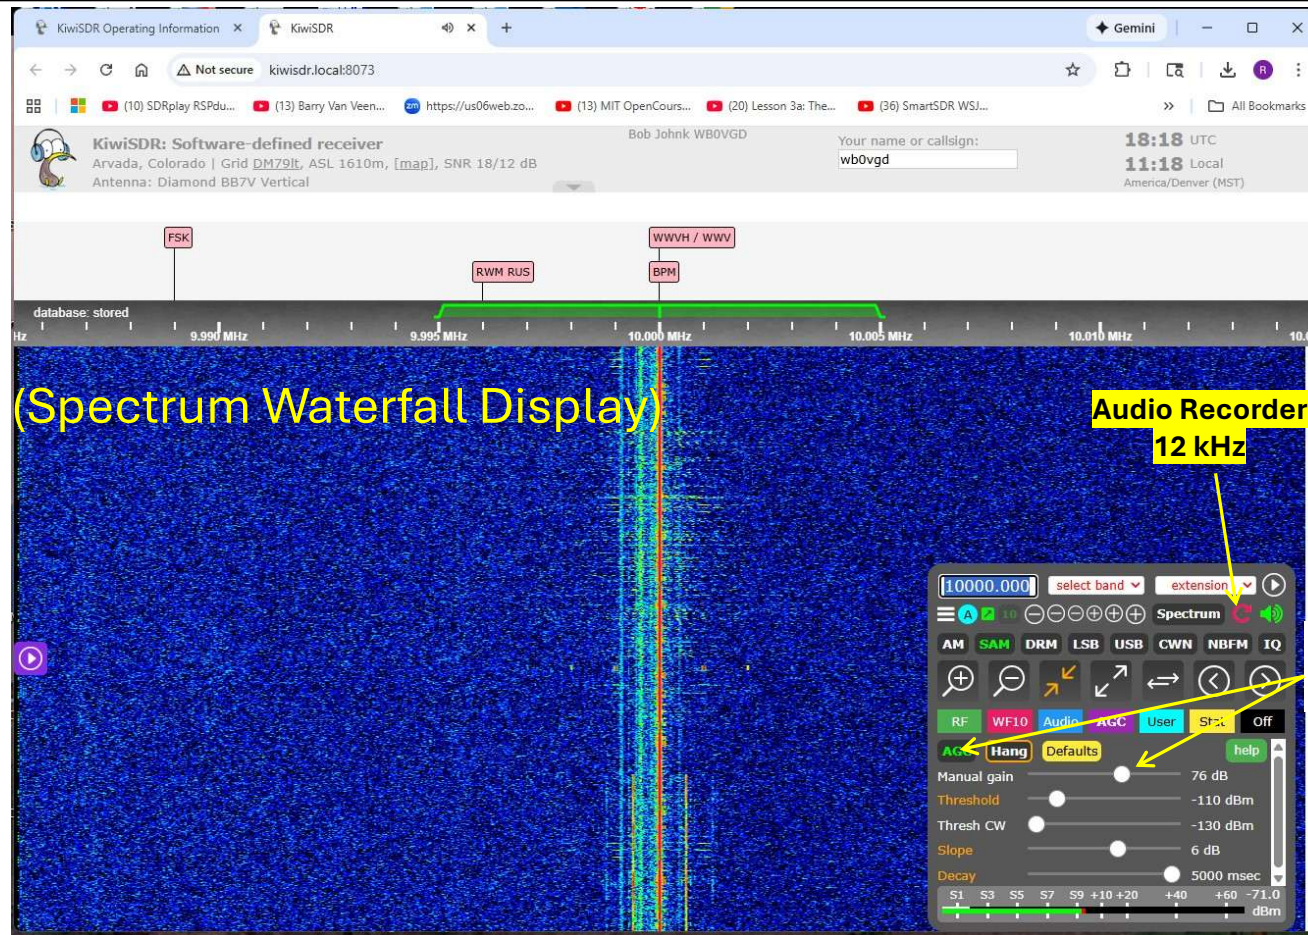 KiwiSDR Operating Information
KiwiSDR
Gemini
Not secure
kiwisdr.local:8073
R
(10) SDRplay RSPdu...
(13) Barry Van Veen...
zm
https://us06web.zo...
(13) MIT OpenCours...
(20) Lesson 3a: The...
(36) SmartSDR WSJ...
All Bookmarks
KiwiSDR: Software-defined receiver
Arvada, Colorado | Grid DM79lt, ASL 1610m, [map], SNR 18/12 dB
Antenna: Diamond BB7V Vertical
Bob Johnk WB0VGD
Your name or callsign:
wb0vgd
18:18 UTC
11:18 Local
America/Denver (MST)
FSK
WWVH / WWV
RWM RUS
BPM
database: stored
Hz 9.990 MHz 9.995 MHz 10.000 MHz 10.005 MHz 10.010 MHz 10.0
(Spectrum Waterfall Display)
Audio Recorder
12 kHz
10000.000 select band extension
A 10 Spectrum
AM SAM DRM LSB USB CWN NBFM IQ
RF WF10 Audio AGC User Stat Off
AGC Hang Defaults help
Manual gain 76 dB
Threshold -110 dBm
Thresh CW -130 dBm
Slope 6 dB
Decay 5000 msec
S1 S3 S5 S7 S9 +10 +20 +40 +60 -71.0
dBm